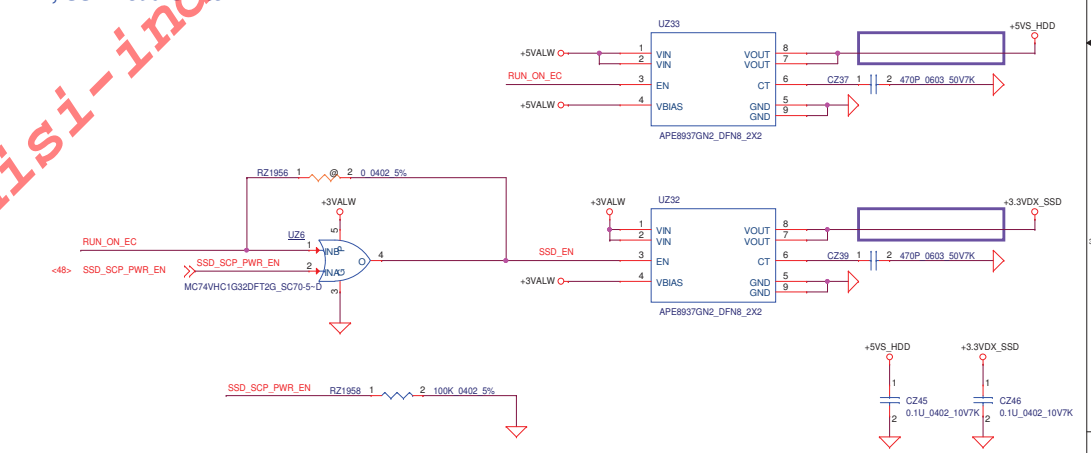 UZ33
+5VS_HDD
+5VALW
1 VIN VOUT 8
2 VIN VOUT 7
RUN_ON_EC
3 EN CT 6
CZ37 1 2 470P_0603_50V7K
+5VALW
4 VBIAS GND 5
GND 9
APE8937GN2_DFN8_2X2
RZ1956 1 @ 2 0_0402_5%
+3VALW
UZ6
5
RUN_ON_EC
1 INB P
SSD_SCP_PWR_EN
<48> SSD_SCP_PWR_EN
2 INA G
O 4
3
MC74VHC1G32DFT2G_SC70-5~D
UZ32
+3VALW
+3.3VDX_SSD
1 VIN VOUT 8
2 VIN VOUT 7
SSD_EN
3 EN CT 6
CZ39 1 2 470P_0603_50V7K
+3VALW
4 VBIAS GND 5
GND 9
APE8937GN2_DFN8_2X2
SSD_SCP_PWR_EN RZ1958 1 2 100K_0402_5%
+5VS_HDD
1
CZ45
0.1U_0402_10V7K
2
+3.3VDX_SSD
1
CZ46
0.1U_0402_10V7K
2